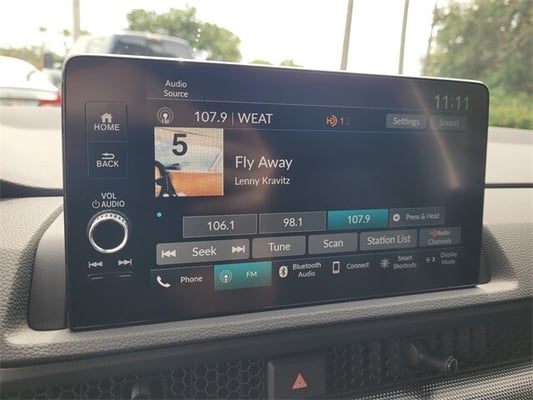 Audio
Source
11:11
107.9 | WEAT
HD 1 2
Settings
Sound
HOME
BACK
5
Fly Away
Lenny Kravitz
VOL
AUDIO
106.1
98.1
107.9
Press & Hold
Seek
Tune
Scan
Station List
Radio
Channels
Phone
FM
Bluetooth
Audio
Connect
Smart
Shortcuts
Display
Mode